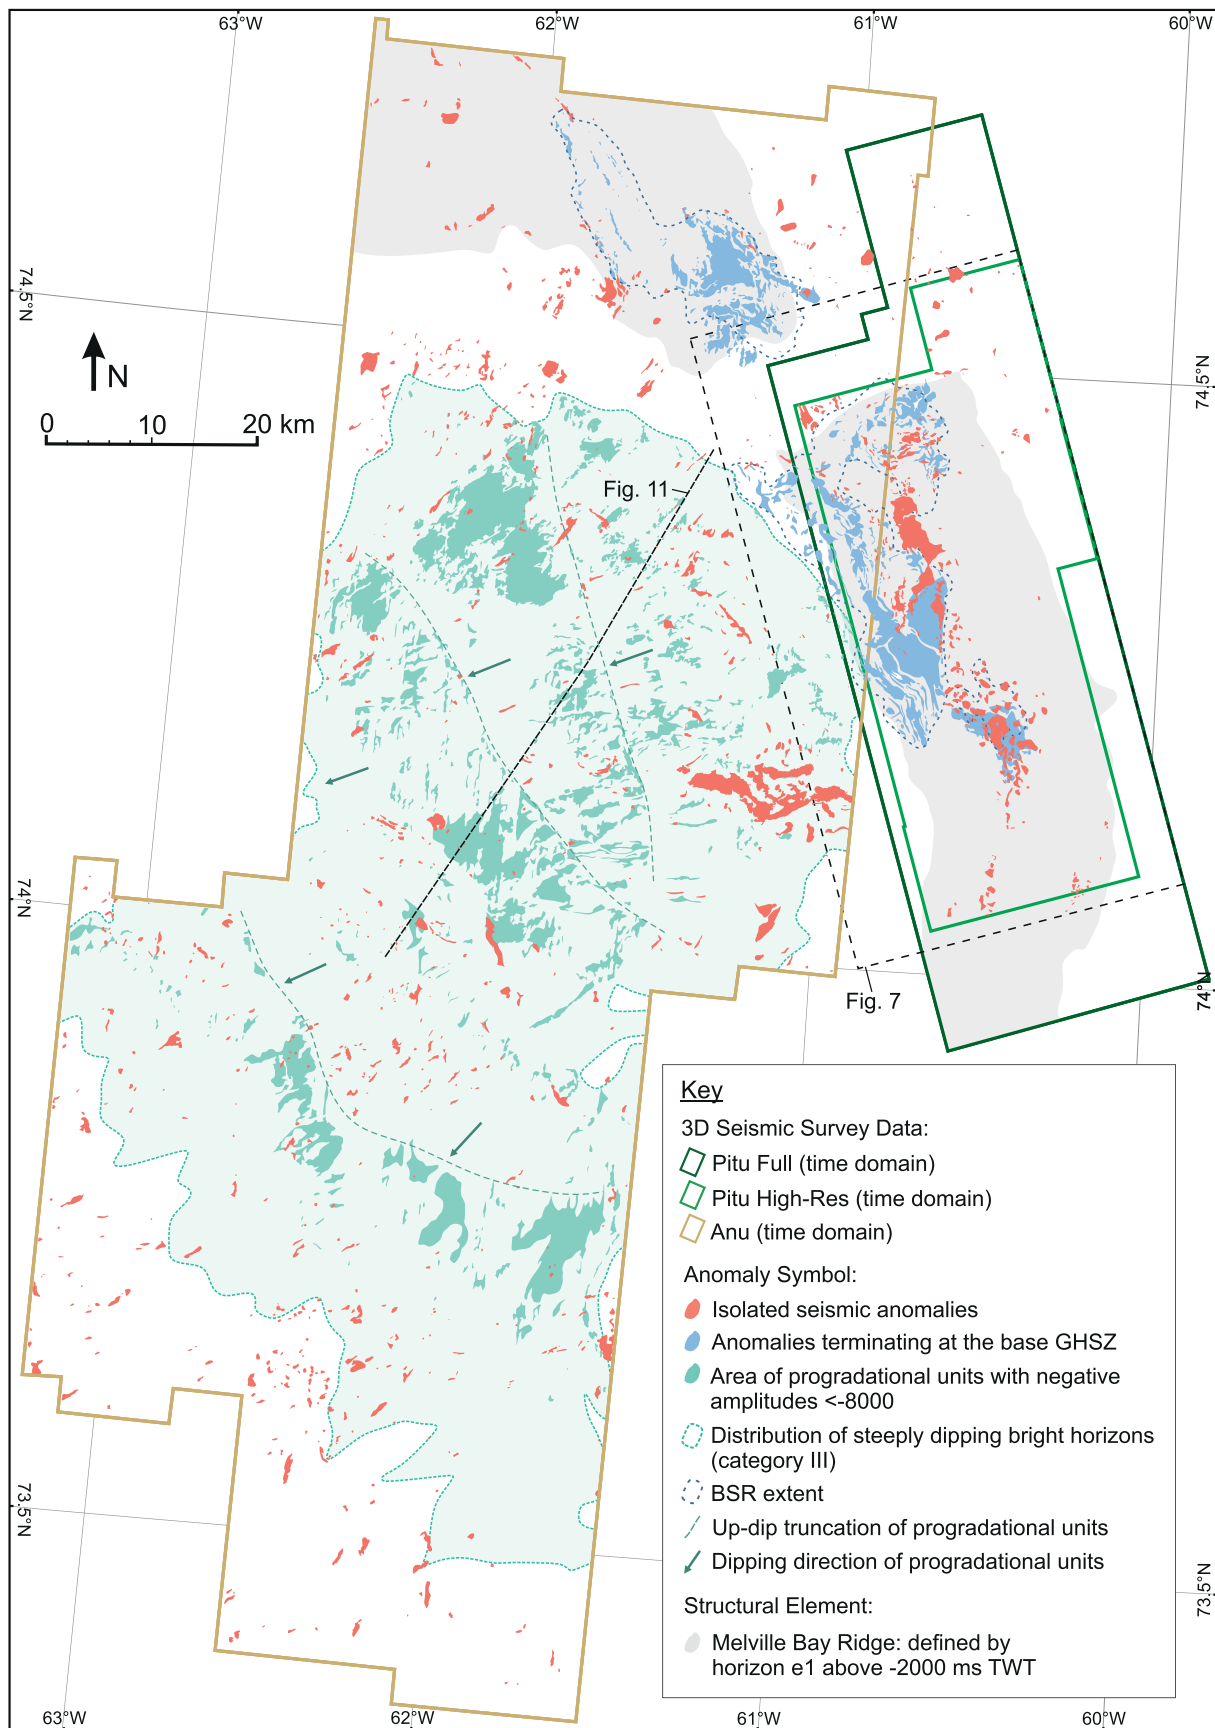 63°W
62°W
61°W
60°W
74.5°N
N
0
10
20 km
74.5°N
Fig. 11
74°N
74°N
Fig. 7
Key
3D Seismic Survey Data:
Pitu Full (time domain)
Pitu High-Res (time domain)
Anu (time domain)
Anomaly Symbol:
Isolated seismic anomalies
Anomalies terminating at the base GHSZ
Area of progradational units with negative
amplitudes <-8000
Distribution of steeply dipping bright horizons
(category III)
BSR extent
Up-dip truncation of progradational units
Dipping direction of progradational units
Structural Element:
Melville Bay Ridge: defined by
horizon e1 above -2000 ms TWT
73.5°N
73.5°N
63°W
62°W
61°W
60°W